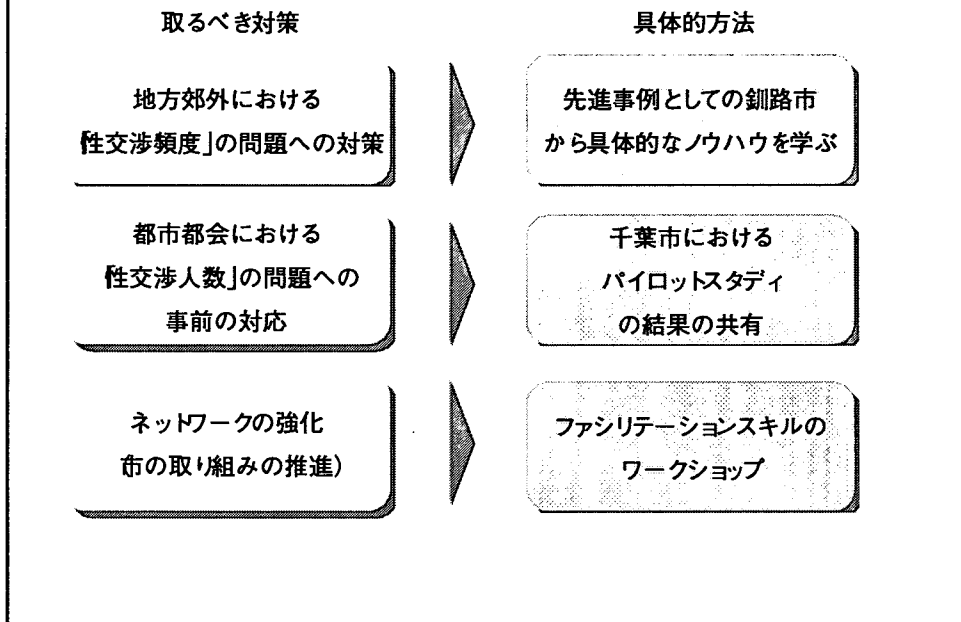 取るべき対策
具体的方法
地方郊外における
「性交渉頻度」の問題への対策
先進事例としての釧路市
から具体的なノウハウを学ぶ
都市都会における
「性交渉人数」の問題への
事前の対応
千葉市における
パイロットスタディ
の結果の共有
ネットワークの強化
市の取り組みの推進)
ファシリテーションスキルの
ワークショップ